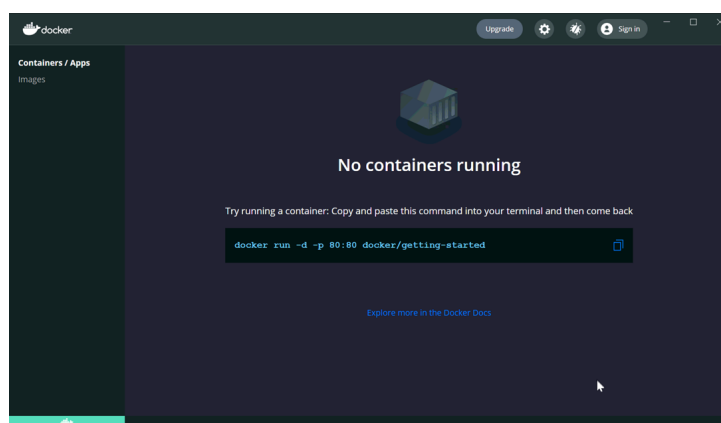 docker
Upgrade
Sign in
Containers / Apps
Images
No containers running
Try running a container: Copy and paste this command into your terminal and then come back
docker run -d -p 80:80 docker/getting-started
Explore more in the Docker Docs